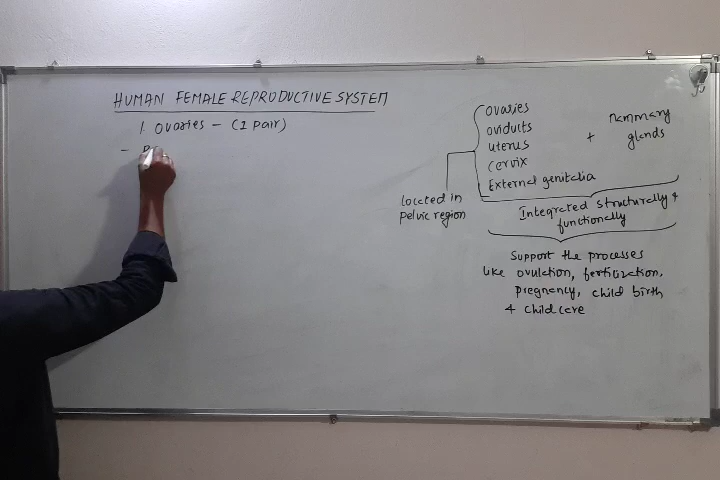 HUMAN FEMALE REPRODUCTIVE SYSTEM
1. Ovaries - (1 pair)
-
Ovaries
oviducts
uterus
cervix
External genitalia
+ Mammary
glands
Located in
pelvic region
Integrated structurally &
functionally
Support the processes
like ovulation, fertilization,
pregnancy, child birth
& child care